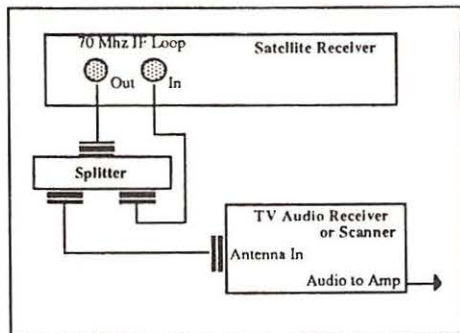 70 Mhz IF Loop
Satellite Receiver
Out
In
Splitter
TV Audio Receiver
or Scanner
Antenna In
Audio to Amp